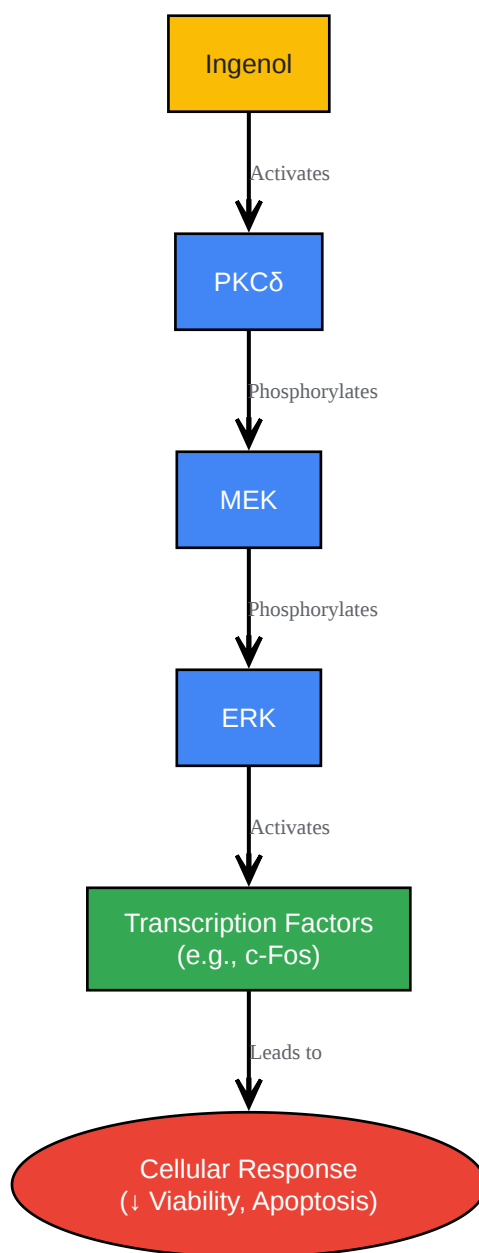 Ingenol
Activates
PKCδ
Phosphorylates
MEK
Phosphorylates
ERK
Activates
Transcription Factors
(e.g., c-Fos)
Leads to
Cellular Response
(↓ Viability, Apoptosis)